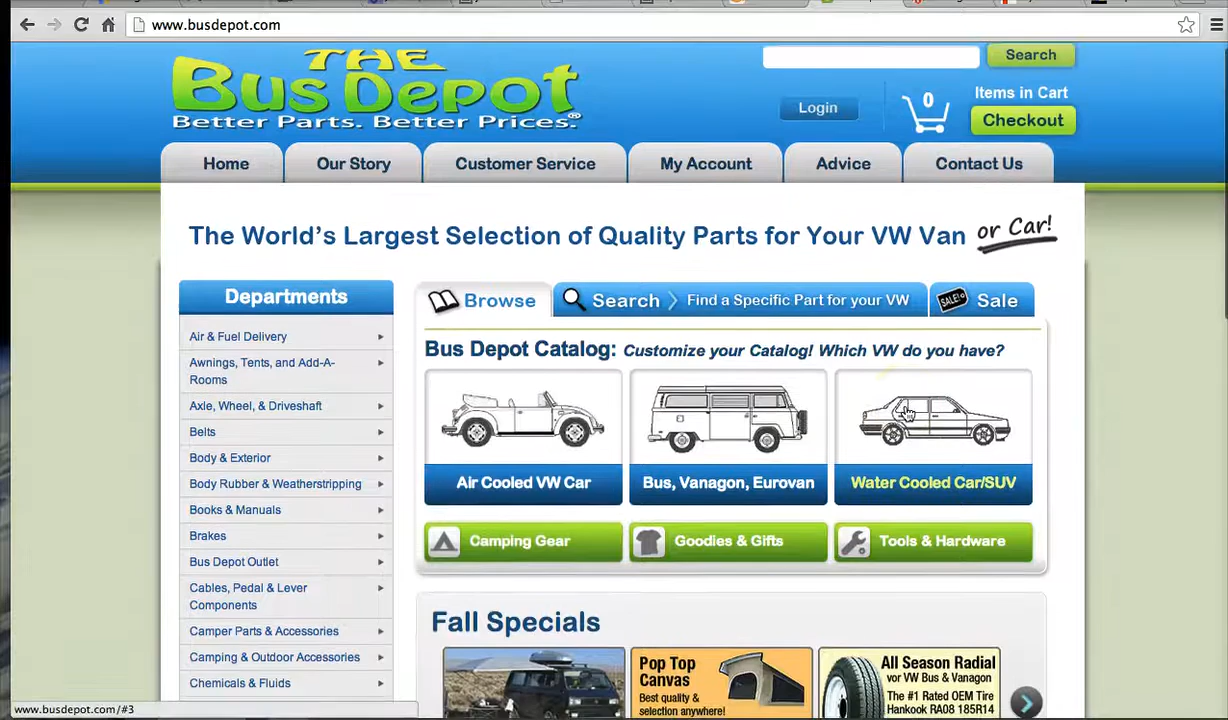 www.busdepot.com
THE
BUS DEPOT
Better Parts. Better Prices.®
Search
Login
0
Items in Cart
Checkout
Home
Our Story
Customer Service
My Account
Advice
Contact Us
The World's Largest Selection of Quality Parts for Your VW Van or Car!
Departments
Air & Fuel Delivery
Awnings, Tents, and Add-A-
Rooms
Axle, Wheel, & Driveshaft
Belts
Body & Exterior
Body Rubber & Weatherstripping
Books & Manuals
Brakes
Bus Depot Outlet
Cables, Pedal & Lever
Components
Camper Parts & Accessories
Camping & Outdoor Accessories
Chemicals & Fluids
Browse
Search
Find a Specific Part for your VW
SALE!
Sale
Bus Depot Catalog: Customize your Catalog! Which VW do you have?
Air Cooled VW Car
Bus, Vanagon, Eurovan
Water Cooled Car/SUV
Camping Gear
Goodies & Gifts
Tools & Hardware
Fall Specials
Pop Top
Canvas
Best quality &
selection anywhere!
All Season Radial
vor VW Bus & Vanagon
The #1 Rated OEM Tire
Hankook RA08 185R14
www.busdepot.com/#3